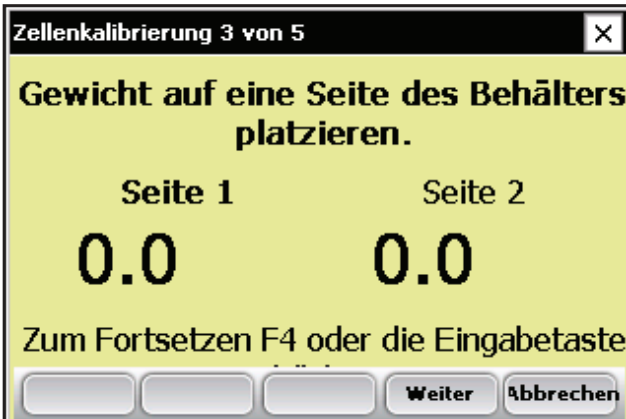 Zellenkalibrierung 3 von 5
Gewicht auf eine Seite des Behälters
platzieren.
Seite 1 Seite 2
0.0 0.0
Zum Fortsetzen F4 oder die Eingabetaste
Weiter Abbrechen